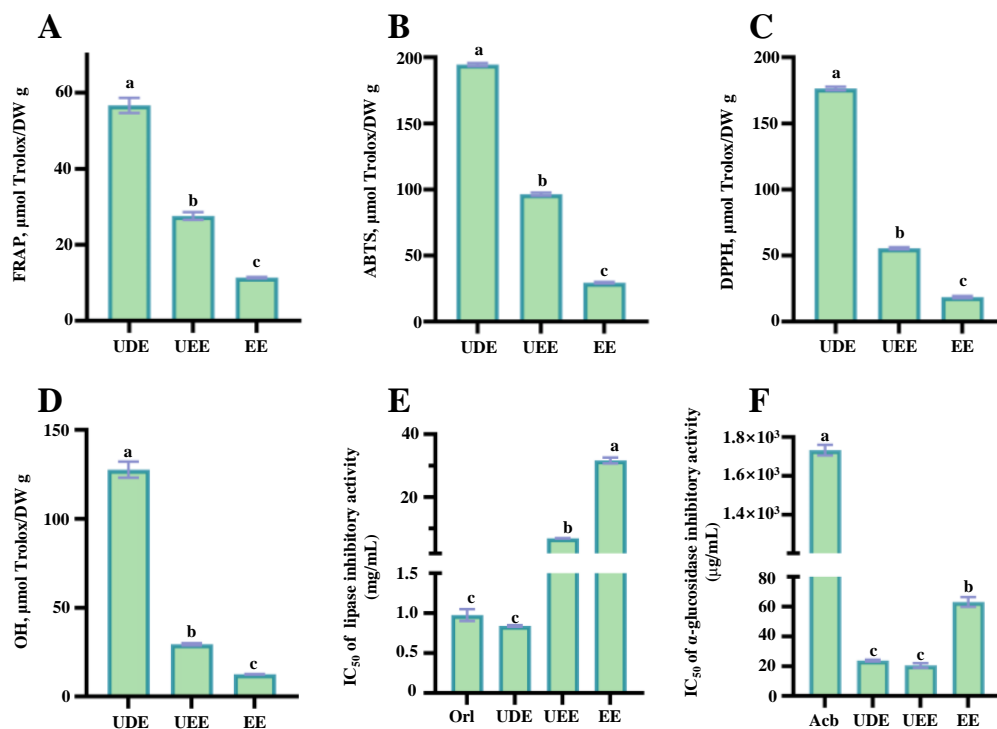 A
FRAP, µmol Trolox/DW g
60
40
20
0
a
b
c
UDE UEE EE
B
ABTS, µmol Trolox/DW g
200
150
100
50
0
a
b
c
UDE UEE EE
C
DPPH, µmol Trolox/DW g
200
150
100
50
0
a
b
c
UDE UEE EE
D
OH, µmol Trolox/DW g
150
100
50
0
a
b
c
UDE UEE EE
E
IC50 of lipase inhibitory activity
(mg/mL)
40
30
1.5
1.0
0.5
0
c
c
b
a
Orl UDE UEE EE
F
IC50 of α-glucosidase inhibitory activity
(µg/mL)
1.8×10³
1.6×10³
1.4×10³
80
60
40
20
0
a
c
c
b
Acb UDE UEE EE